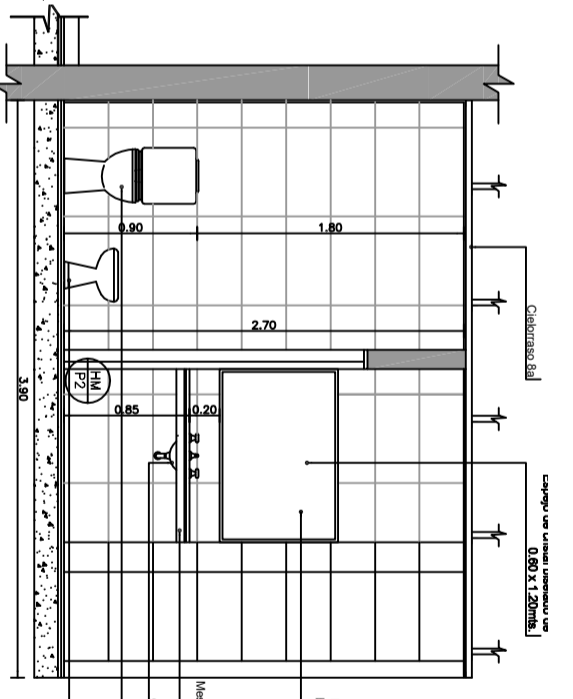 Cielorraso 8a
Espejo de cristal biselado de
0.60 x 1.20mts.
0.90
1.80
2.70
0.85
0.20
HM
P2
3.90